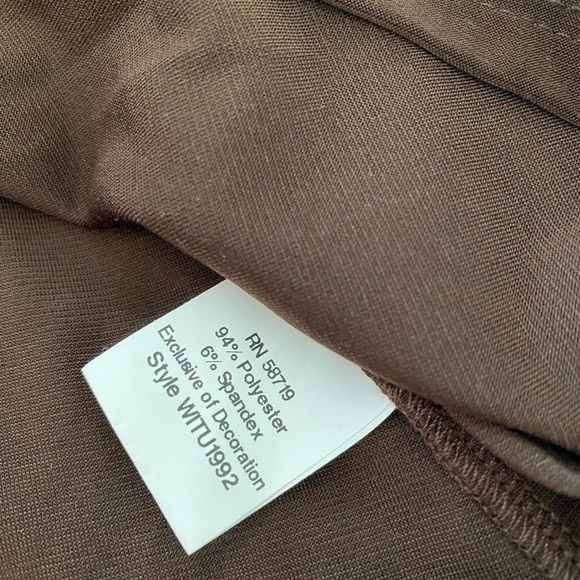 RN 58719
94% Polyester
6% Spandex
Exclusive of Decoration
Style WITU1992